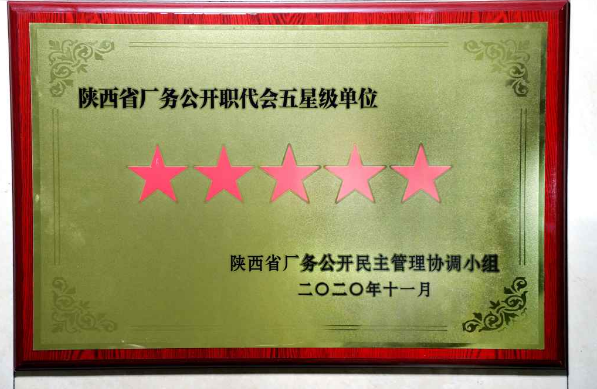 陕西省厂务公开职代会五星级单位
陕西省厂务公开民主管理协调小组
二〇二〇年十一月